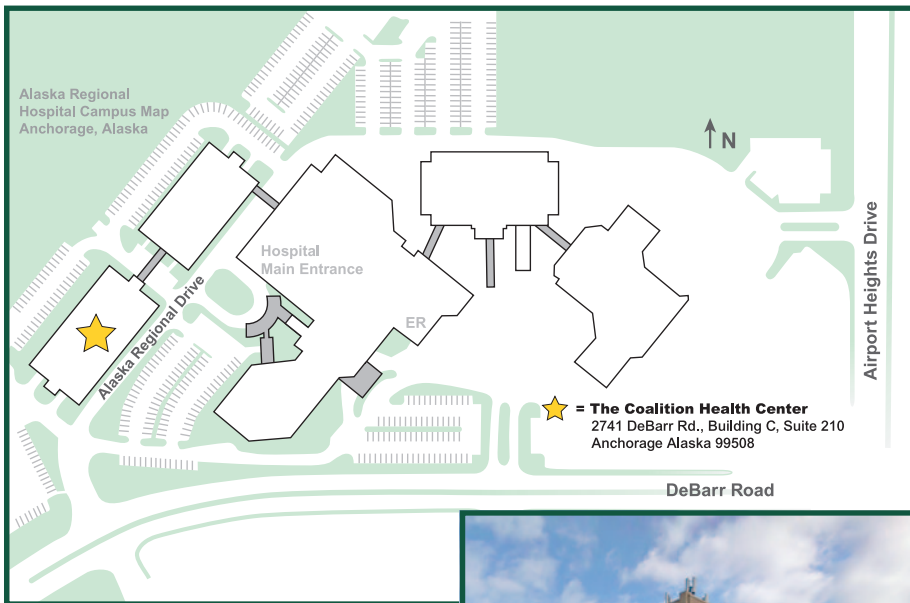 Alaska Regional
Hospital Campus Map
Anchorage, Alaska
N
Hospital
Main Entrance
ER
Alaska Regional Drive
Airport Heights Drive
= The Coalition Health Center
2741 DeBarr Rd., Building C, Suite 210
Anchorage Alaska 99508
DeBarr Road